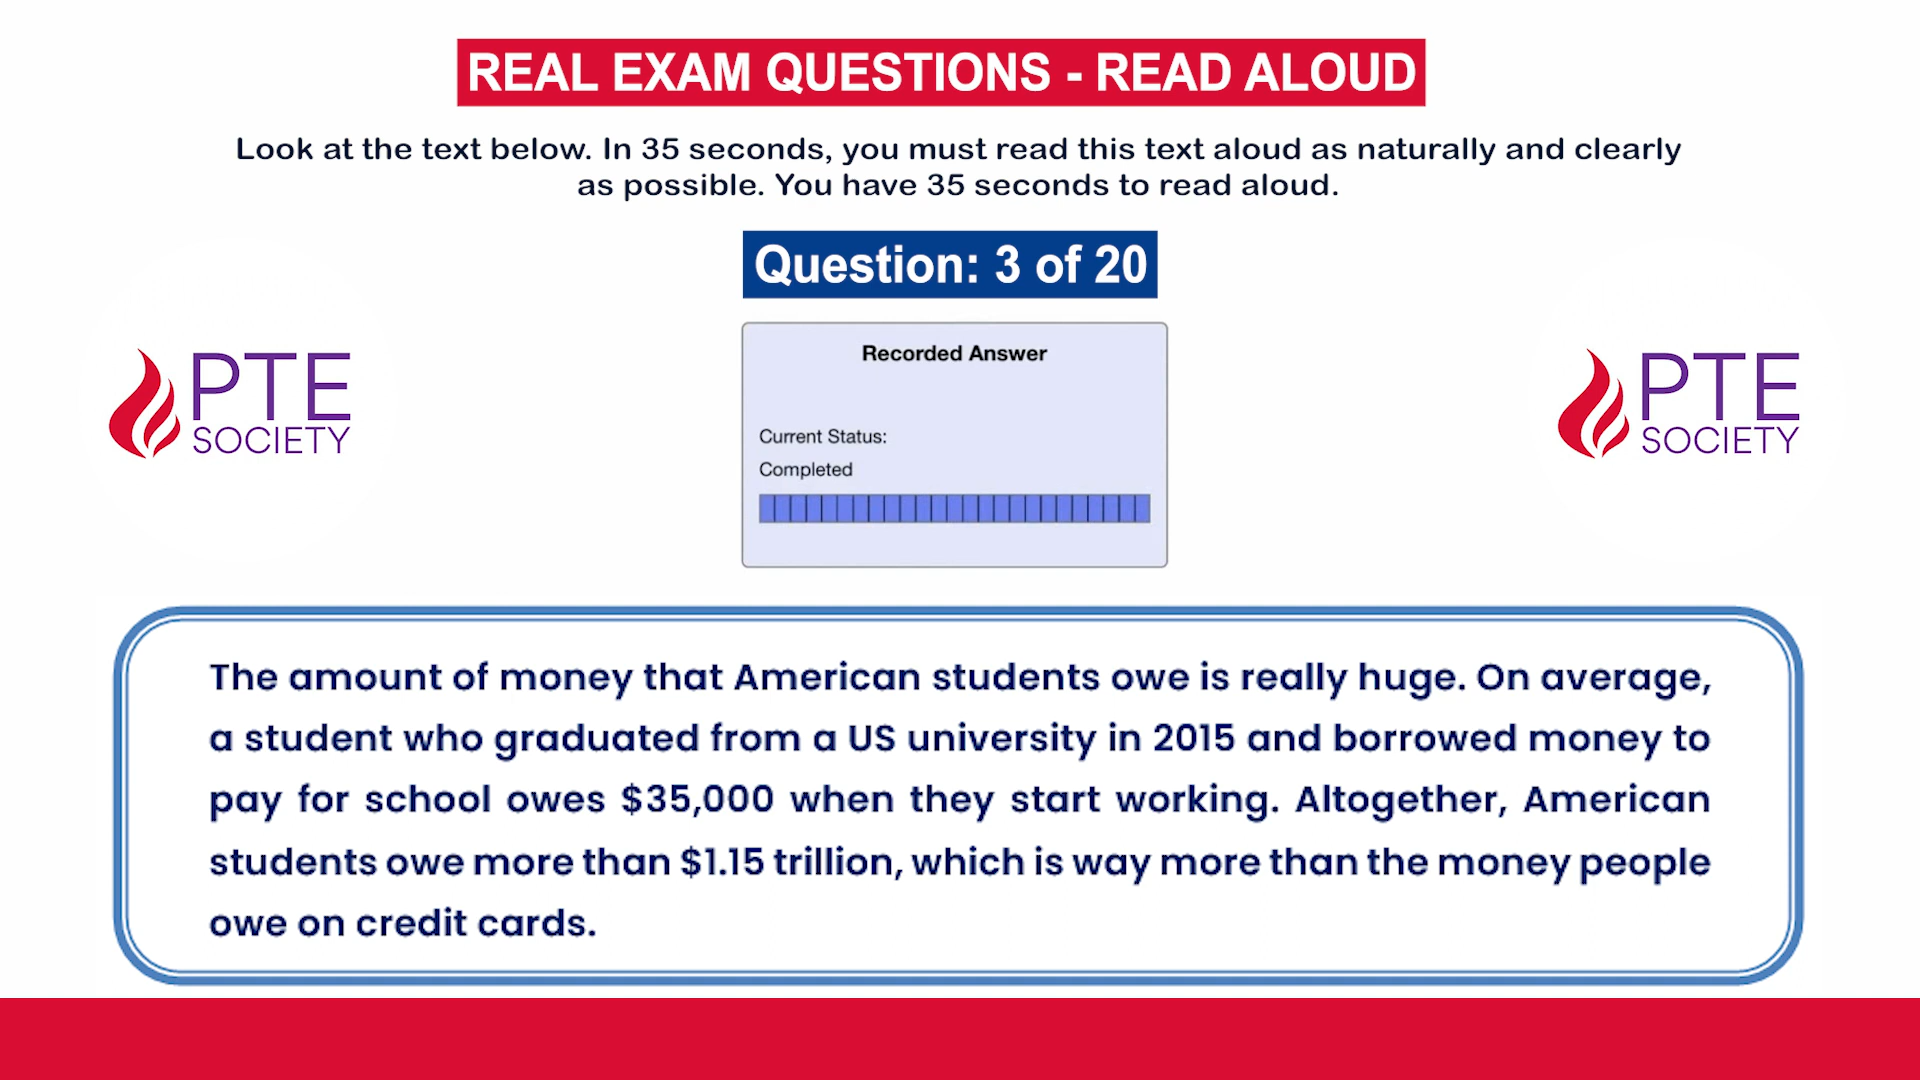 REAL EXAM QUESTIONS - READ ALOUD
Look at the text below. In 35 seconds, you must read this text aloud as naturally and clearly
as possible. You have 35 seconds to read aloud.
Question: 3 of 20
PTE
SOCIETY
Recorded Answer
Current Status:
Completed
PTE
SOCIETY
The amount of money that American students owe is really huge. On average,
a student who graduated from a US university in 2015 and borrowed money to
pay for school owes $35,000 when they start working. Altogether, American
students owe more than $1.15 trillion, which is way more than the money people
owe on credit cards.